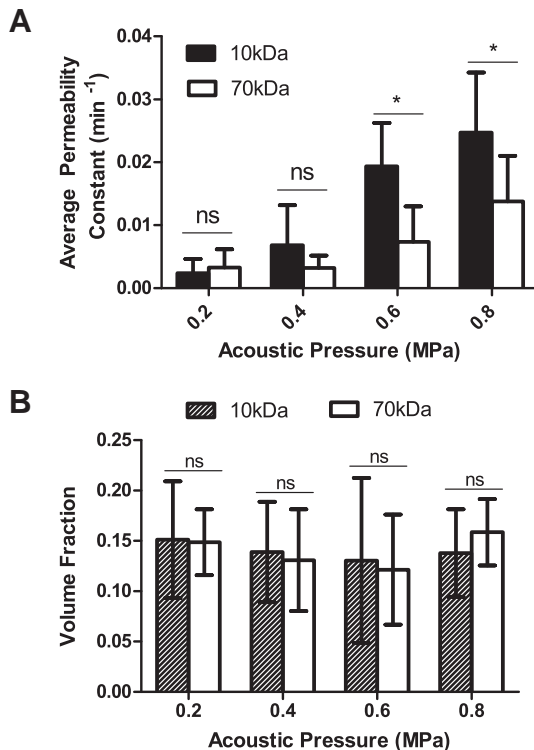 A
10kDa
70kDa
Average Permeability
Constant (min -1)
0.04
0.03
0.02
0.01
0.00
ns
ns
*
*
0.2
0.4
0.6
0.8
Acoustic Pressure (MPa)
B
10kDa
70kDa
Volume Fraction
0.25
0.20
0.15
0.10
0.05
0.00
ns
ns
ns
ns
0.2
0.4
0.6
0.8
Acoustic Pressure (MPa)